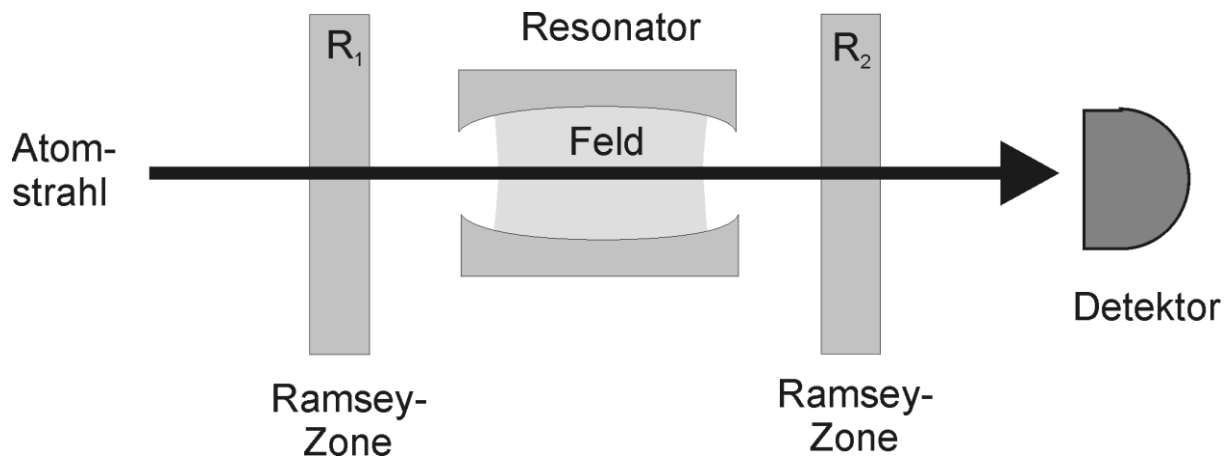 Resonator
R₁
R₂
Atom-
strahl
Feld
Detektor
Ramsey-
Zone
Ramsey-
Zone